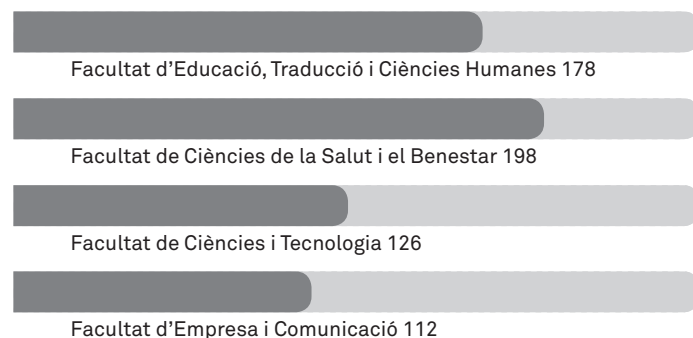 Facultat d’Educació, Traducció i Ciències Humanes 178
Facultat de Ciències de la Salut i el Benestar 198
Facultat de Ciències i Tecnologia 126
Facultat d’Empresa i Comunicació 112